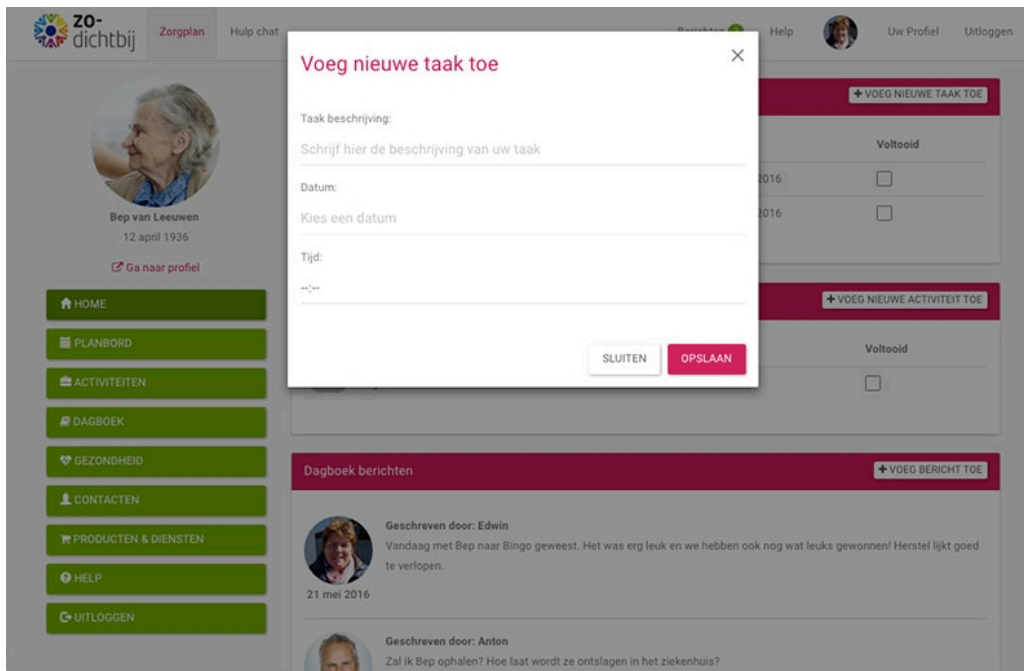 ZO-
dichtbij
Zorgplan
Hulp chat
Berichten
Help
Uw Profiel
Uitloggen
Bep van Leeuwen
12 april 1936
Ga naar profiel
HOME
PLANBORD
ACTIVITEITEN
DAGBOEK
GEZONDHEID
CONTACTEN
PRODUCTEN & DIENSTEN
HELP
UITLOGGEN
Voeg nieuwe taak toe
Taak beschrijving:
Schrijf hier de beschrijving van uw taak
Datum:
Kies een datum
Tijd:
--:--
SLUITEN
OPSLAAN
+ VOEG NIEUWE TAAK TOE
Voltooid
2016
2016
+ VOEG NIEUWE ACTIVITEIT TOE
Voltooid
Dagboek berichten
+ VOEG BERICHT TOE
Geschreven door: Edwin
Vandaag met Bep naar Bingo geweest. Het was erg leuk en we hebben ook nog wat leuks gewonnen! Herstel lijkt goed
te verlopen.
21 mei 2016
Geschreven door: Anton
Zal ik Bep ophalen? Hoe laat wordt ze ontslagen in het ziekenhuis?